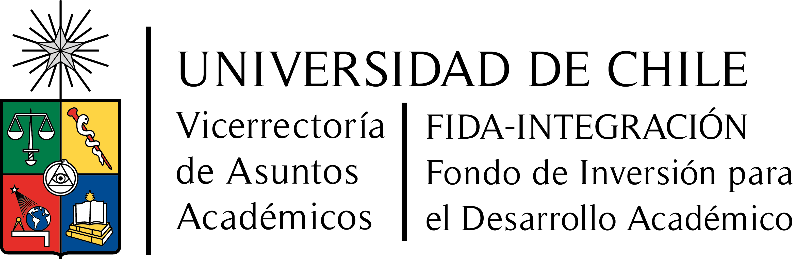 UNIVERSIDAD DE CHILE
Vicerrectoría
de Asuntos
Académicos
FIDA-INTEGRACIÓN
Fondo de Inversión para
el Desarrollo Académico